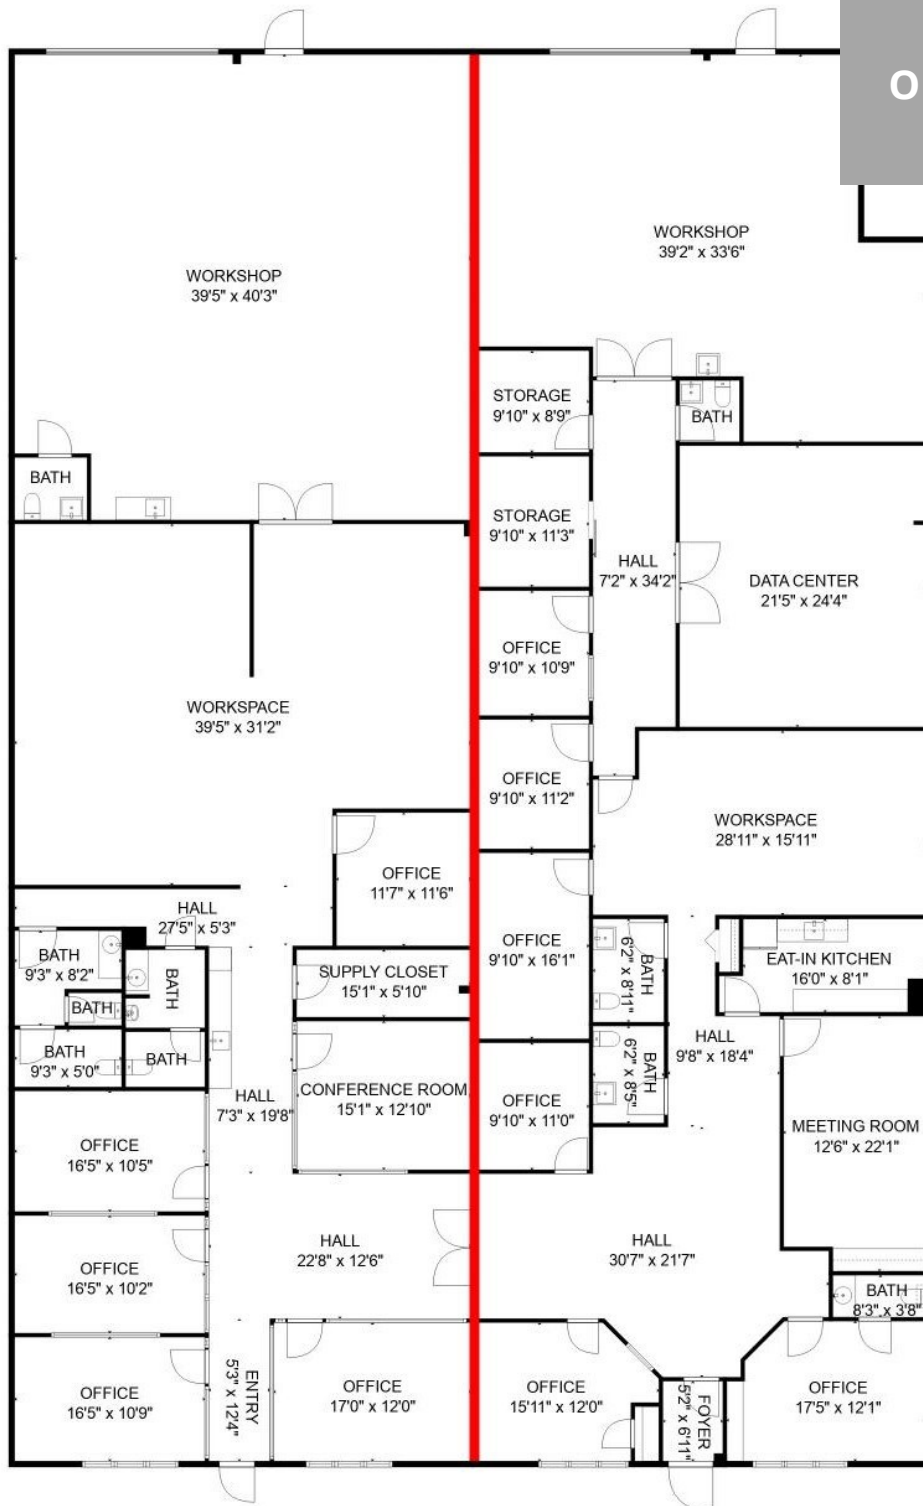 O
WORKSHOP
39'2" x 33'6"
WORKSHOP
39'5" x 40'3"
STORAGE
9'10" x 8'9"
BATH
BATH
STORAGE
9'10" x 11'3"
HALL
7'2" x 34'2"
DATA CENTER
21'5" x 24'4"
OFFICE
9'10" x 10'9"
WORKSPACE
39'5" x 31'2"
OFFICE
9'10" x 11'2"
WORKSPACE
28'11" x 15'11"
OFFICE
11'7" x 11'6"
HALL
27'5" x 5'3"
OFFICE
9'10" x 16'1"
BATH
6'2" x 8'11"
EAT-IN KITCHEN
16'0" x 8'1"
BATH
9'3" x 8'2"
BATH
SUPPLY CLOSET
15'1" x 5'10"
BATH
BATH
9'3" x 5'0"
BATH
HALL
9'8" x 18'4"
BATH
6'2" x 8'5"
HALL
7'3" x 19'8"
CONFERENCE ROOM
15'1" x 12'10"
OFFICE
9'10" x 11'0"
MEETING ROOM
12'6" x 22'1"
OFFICE
16'5" x 10'5"
HALL
22'8" x 12'6"
HALL
30'7" x 21'7"
OFFICE
16'5" x 10'2"
BATH
8'3" x 3'8"
OFFICE
16'5" x 10'9"
ENTRY
5'3" x 12'4"
OFFICE
17'0" x 12'0"
OFFICE
15'11" x 12'0"
FOYER
5'2" x 6'11"
OFFICE
17'5" x 12'1"